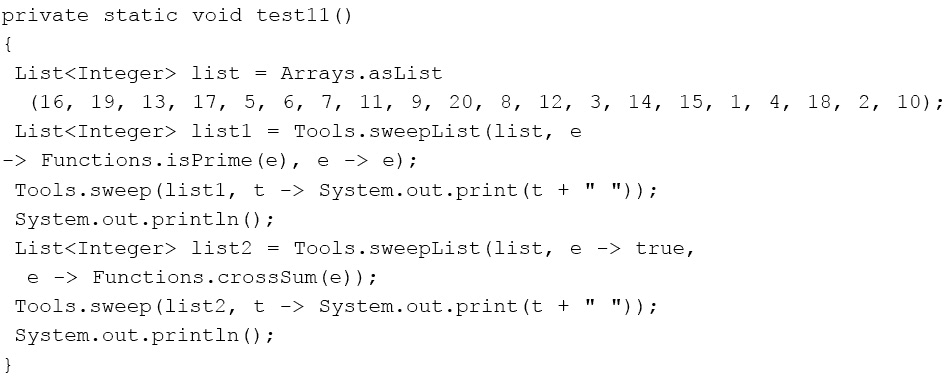 private static void test11()
{
List<Integer> list = Arrays.asList
(16, 19, 13, 17, 5, 6, 7, 11, 9, 20, 8, 12, 3, 14, 15, 1, 4, 18, 2, 10);
List<Integer> list1 = Tools.sweepList(list, e
-> Functions.isPrime(e), e -> e);
Tools.sweep(list1, t -> System.out.print(t + " "));
System.out.println();
List<Integer> list2 = Tools.sweepList(list, e -> true,
e -> Functions.crossSum(e));
Tools.sweep(list2, t -> System.out.print(t + " "));
System.out.println();
}